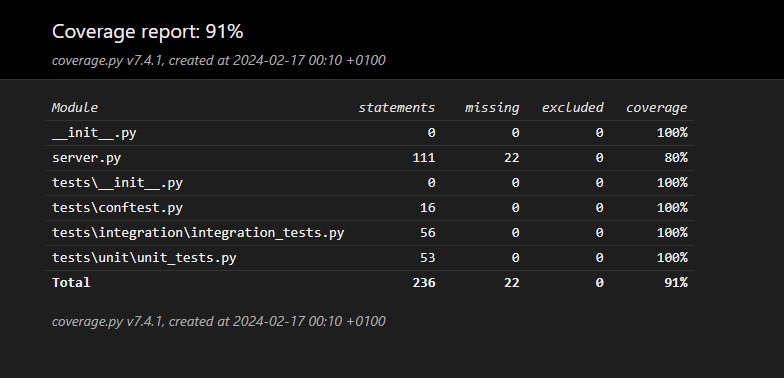 Coverage report: 91%
coverage.py v7.4.1, created at 2024-02-17 00:10 +0100
Module statements missing excluded coverage
__init__.py 0 0 0 100%
server.py 111 22 0 80%
tests\__init__.py 0 0 0 100%
tests\conftest.py 16 0 0 100%
tests\integration\integration_tests.py 56 0 0 100%
tests\unit\unit_tests.py 53 0 0 100%
Total 236 22 0 91%
coverage.py v7.4.1, created at 2024-02-17 00:10 +0100